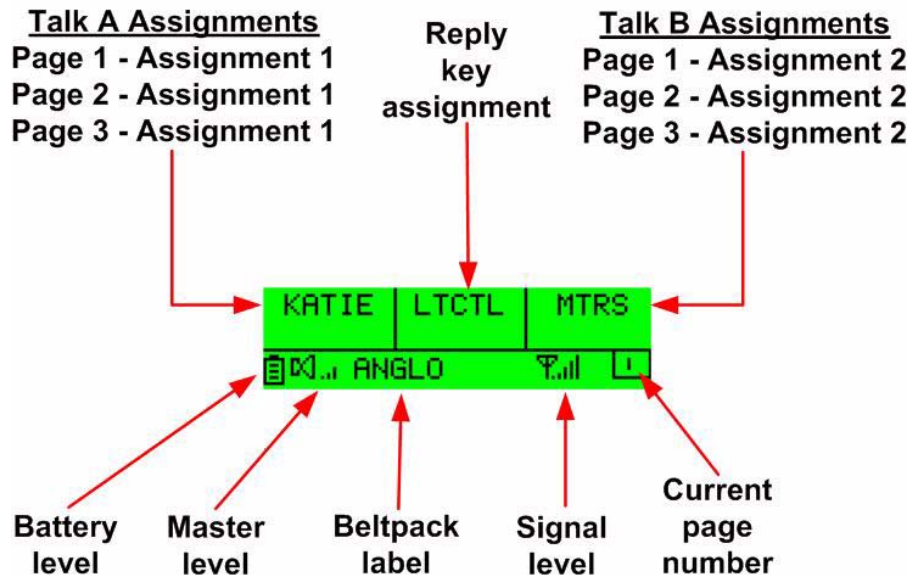 Talk A Assignments
Page 1 - Assignment 1
Page 2 - Assignment 1
Page 3 - Assignment 1
Reply
key
assignment
Talk B Assignments
Page 1 - Assignment 2
Page 2 - Assignment 2
Page 3 - Assignment 2
KATIE LTCTL MTRS
ANGLO
Battery
level
Master
level
Beltpack
label
Signal
level
Current
page
number